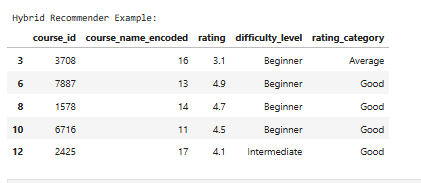 Hybrid Recommender Example:
course_id course_name_encoded rating difficulty_level rating_category
3 3708 16 3.1 Beginner Average
6 7887 13 4.9 Beginner Good
8 1578 14 4.7 Beginner Good
10 6716 11 4.5 Beginner Good
12 2425 17 4.1 Intermediate Good